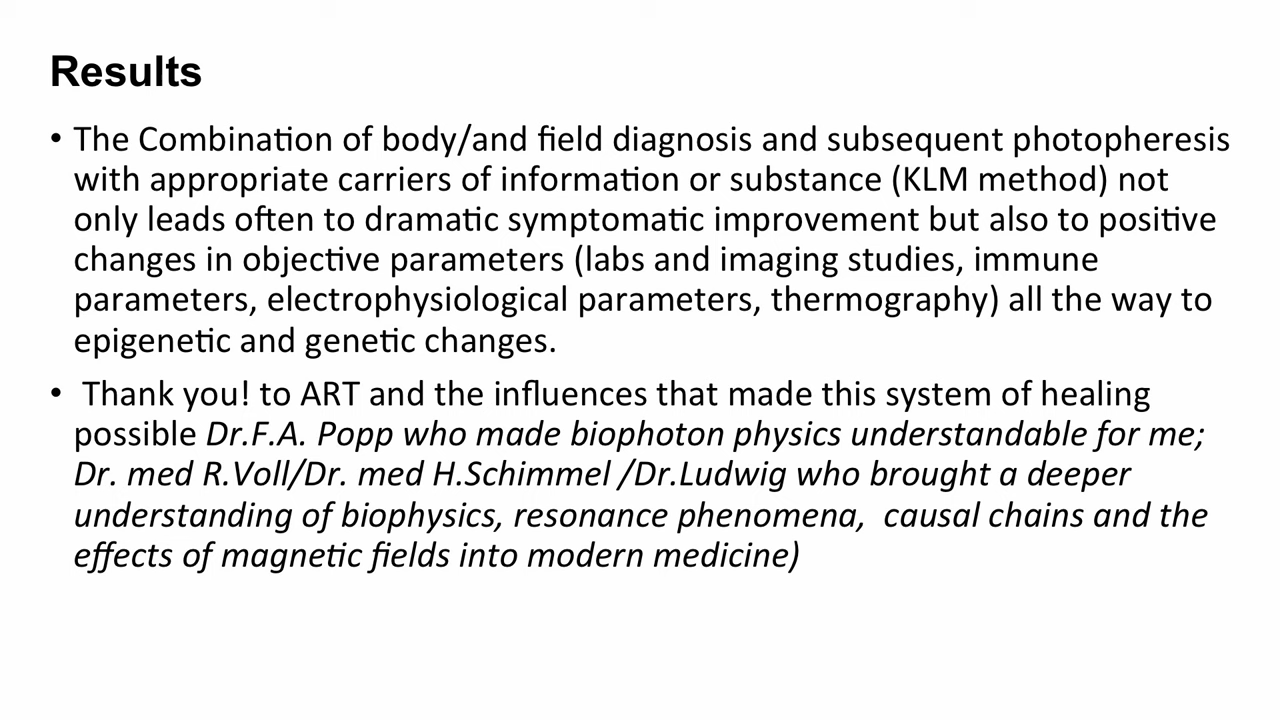 Results
• The Combination of body/and field diagnosis and subsequent photopheresis
with appropriate carriers of information or substance (KLM method) not
only leads often to dramatic symptomatic improvement but also to positive
changes in objective parameters (labs and imaging studies, immune
parameters, electrophysiological parameters, thermography) all the way to
epigenetic and genetic changes.
• Thank you! to ART and the influences that made this system of healing
possible Dr.F.A. Popp who made biophoton physics understandable for me;
Dr. med R.Voll/Dr. med H.Schimmel /Dr.Ludwig who brought a deeper
understanding of biophysics, resonance phenomena,  causal chains and the
effects of magnetic fields into modern medicine)